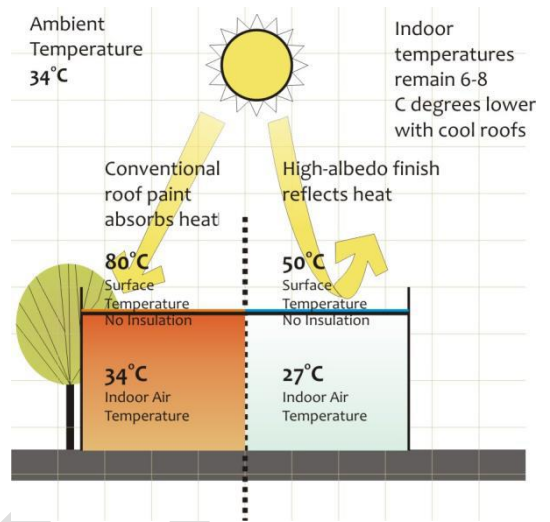 Ambient
Temperature
34°C
Indoor
temperatures
remain 6-8
C degrees lower
with cool roofs
Conventional
roof paint
absorbs heat
High-albedo finish
reflects heat
80°C
Surface
Temperature
No Insulation
50°C
Surface
Temperature
No Insulation
34°C
Indoor Air
Temperature
27°C
Indoor Air
Temperature